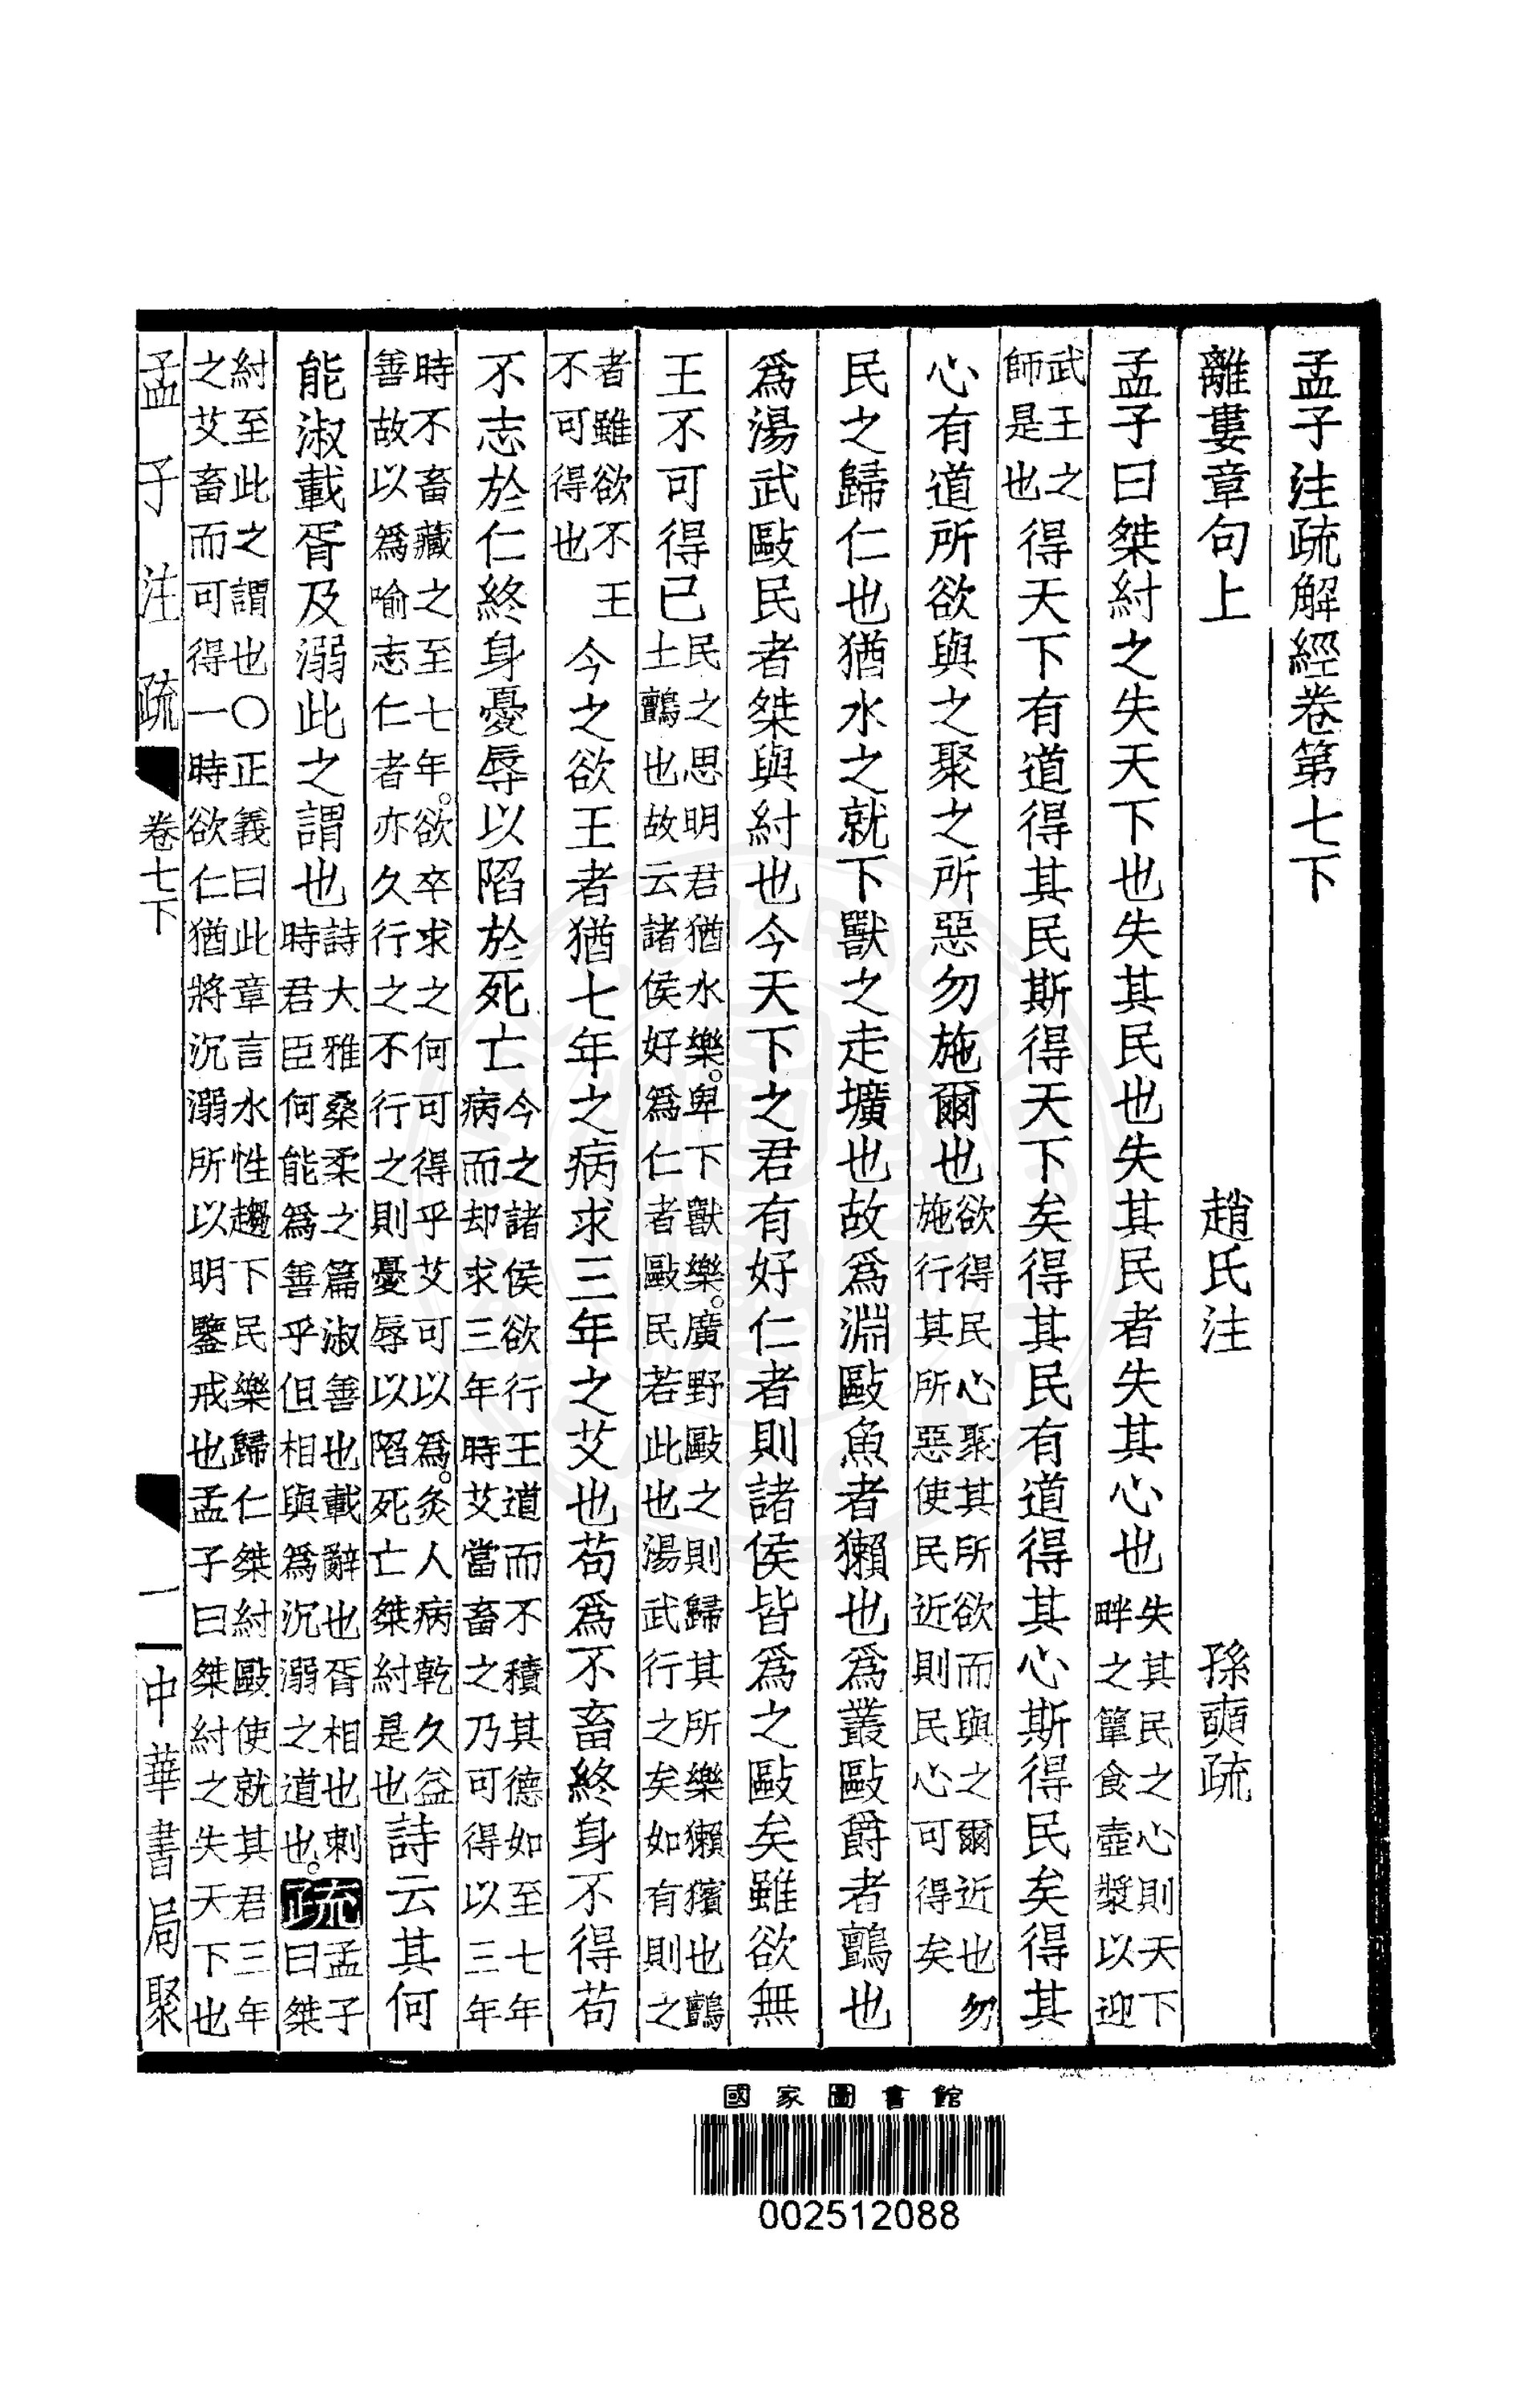 孟子注疏解經卷第七下
離婁章句上 趙氏注 孫奭疏
孟子曰桀紂之失天下也失其民也失其民者失其心也
失其民之心則天下
畔之簞食壺漿以迎
武王之
師是也
得天下有道得其民斯得天下矣得其民有道得其心斯得民矣得其
心有道所欲與之聚之所惡勿施爾也
欲得民心聚其所欲而與之爾近也勿
施行其所惡使民近則民心可得矣
民之歸仁也猶水之就下獸之走壙也故爲淵敺魚者獺也爲叢敺爵者鸇也
爲湯武敺民者桀與紂也今天下之君有好仁者則諸侯皆爲之敺矣雖欲無
王不可得已
民之思明君猶水樂卑下獸樂廣野敺之則歸其所樂獺獱也鸇
土鸇也故云諸侯好爲仁者敺民若此也湯武行之矣如有則之
者雖欲不王
不可得也
今之欲王者猶七年之病求三年之艾也苟爲不畜終身不得苟
不志於仁終身憂辱以陷於死亡
今之諸侯欲行王道而不積其德如至七年
病而却求三年時艾當畜之乃可得以三年
時不畜藏之至七年欲卒求之何可得乎艾可以爲灸人病乾久益
善故以爲喻志仁者亦久行之不行之則憂辱以陷死亡桀紂是也
詩云其何
能淑載胥及溺此之謂也
詩大雅桑柔之篇淑善也載辭也胥相也刺
時君臣何能爲善乎但相與爲沉溺之道也
疏
孟子
曰桀
紂至此之謂也○正義曰此章言水性趨下民樂歸仁桀紂敺使就其君三年
之艾畜而可得一時欲仁猶將沉溺所以明鑒戒也孟子曰桀紂之失天下也
孟子注疏 卷七下 一 中華書局聚
國家圖書館
002512088